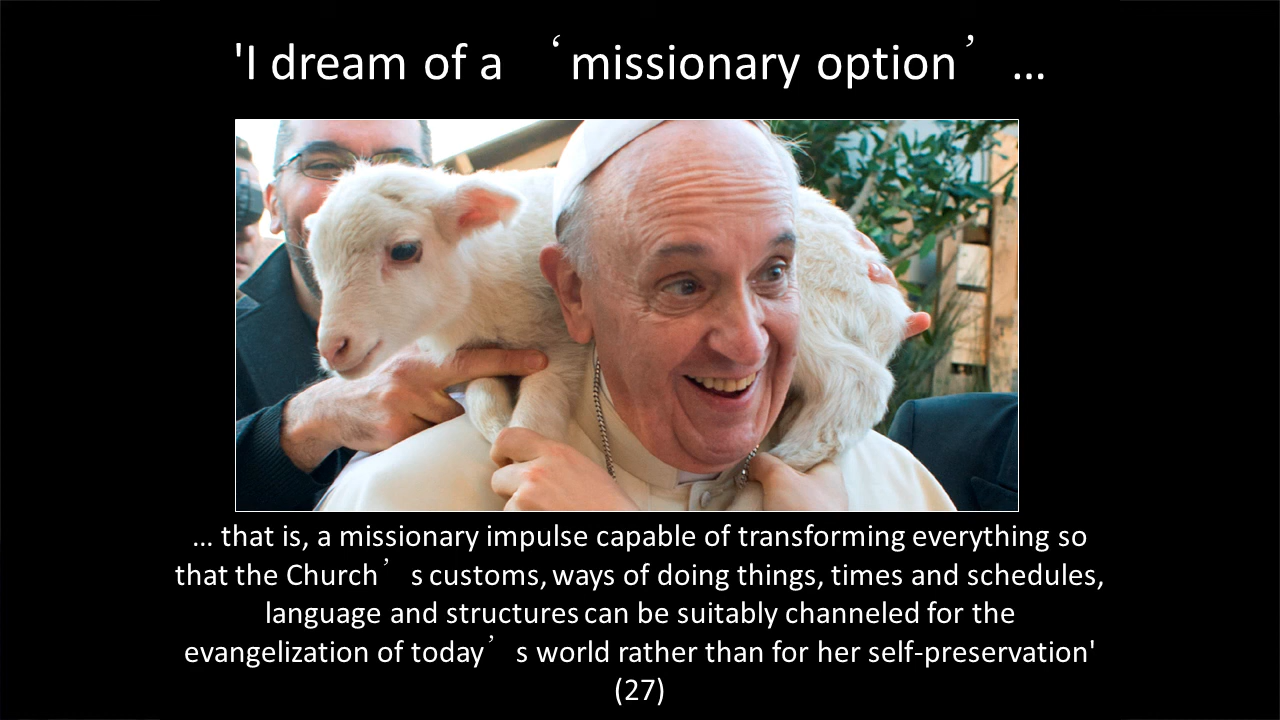 'I dream of a ‘missionary option’ ...
... that is, a missionary impulse capable of transforming everything so
that the Church’s customs, ways of doing things, times and schedules,
language and structures can be suitably channeled for the
evangelization of today’s world rather than for her self-preservation'
(27)